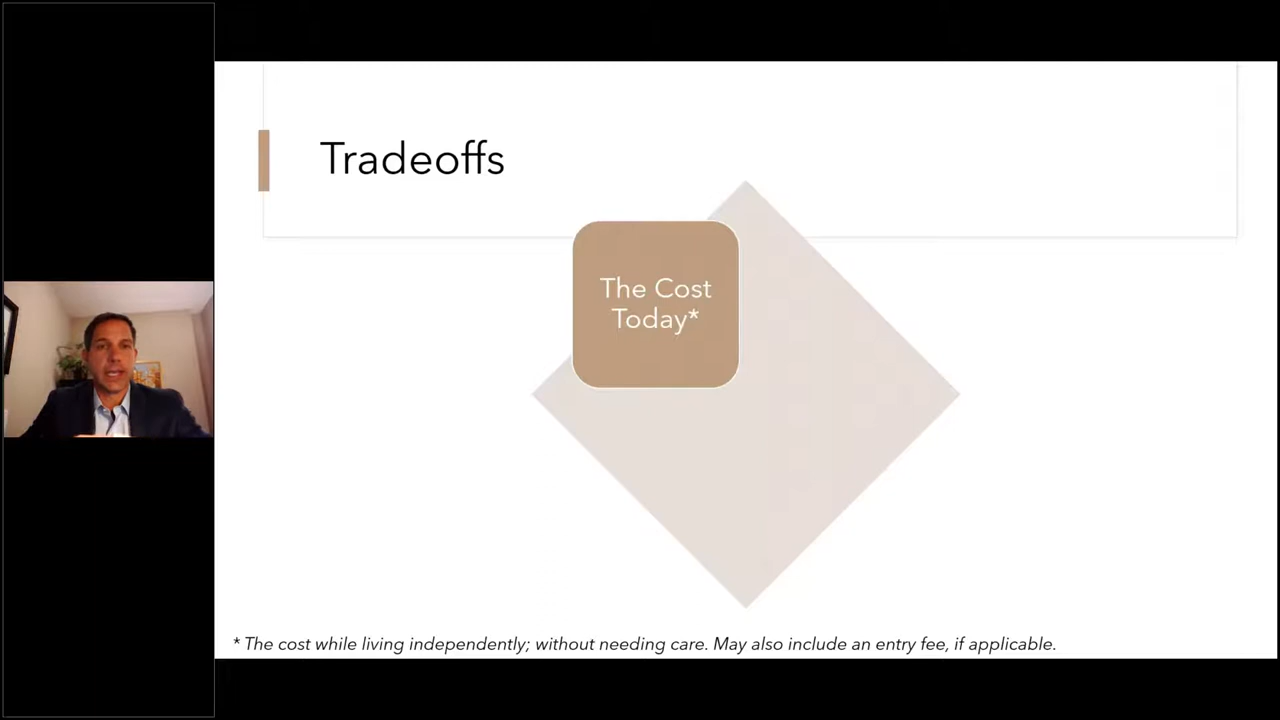 Tradeoffs
The Cost
Today*
* The cost while living independently; without needing care. May also include an entry fee, if applicable.